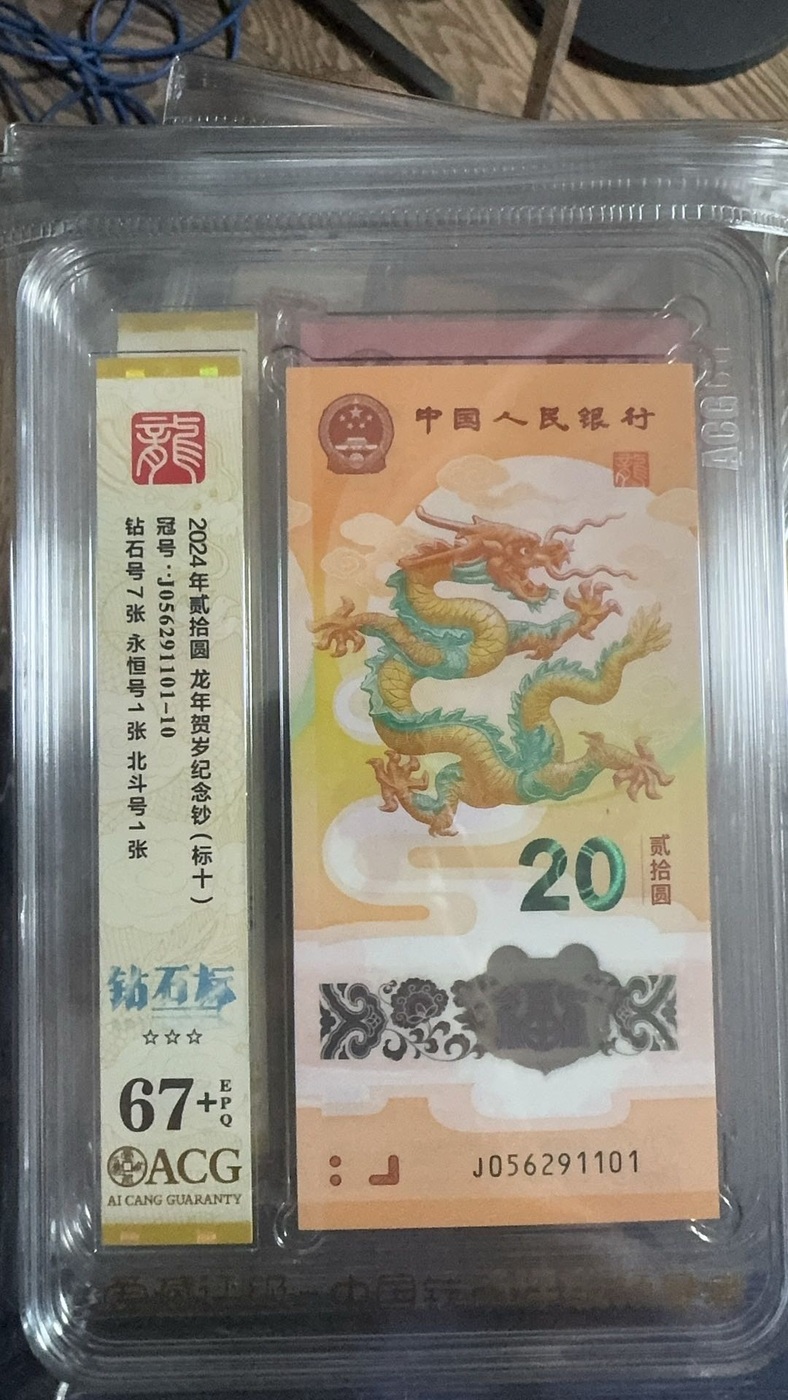 龍
2024年贰拾圆 龙年贺岁纪念钞(标十)
冠号:J056291101-10
钻石号7张 永恒号1张 北斗号1张
钻石标
☆☆☆
67+EPQ
ACG
AI CANG GUARANTY
中国人民银行
龍
20
贰拾圆
J056291101
ACG